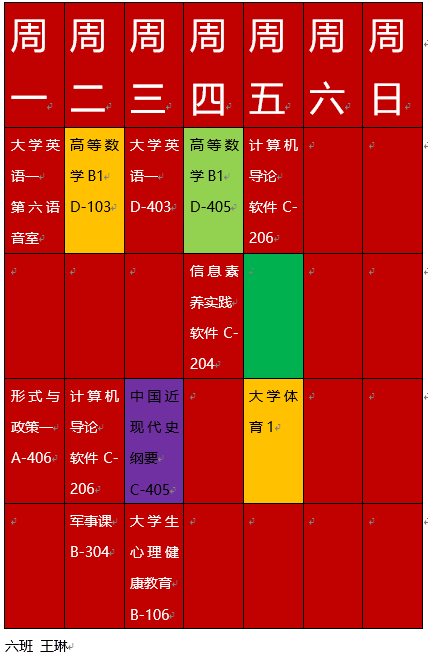 周一 周二 周三 周四 周五 周六 周日
大学英
语一
第六语
音室
高等数
学B1
D-103
大学英
语一
D-403
高等数
学B1
D-405
计算机
导论
软件 C-
206
信息素
养实践
软件 C-
204
形式与
政策一
A-406
计算机
导论
软件 C-
206
中国近
现代史
纲要
C-405
大学体
育1
军事课
B-304
大学生
心理健
康教育
B-106
六班 王琳